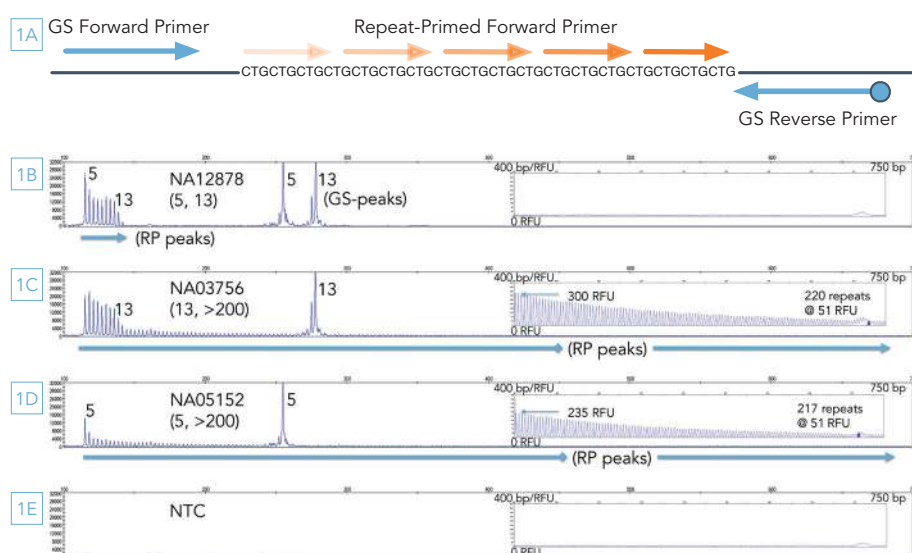 1A
GS Forward Primer
Repeat-Primed Forward Primer
CTGCTGCTGCTGCTGCTGCTGCTGCTGCTGCTGCTGCTGCTGCTGCTG
GS Reverse Primer
1B
400 bp/RFU
750 bp
5
13
NA12878
(5, 13)
5
13
(GS-peaks)
0 RFU
(RP peaks)
1C
400 bp/RFU
750 bp
13
NA03756
(13, >200)
13
300 RFU
220 repeats
@ 51 RFU
0 RFU
(RP peaks)
1D
400 bp/RFU
750 bp
5
NA05152
(5, >200)
5
235 RFU
217 repeats
@ 51 RFU
0 RFU
(RP peaks)
1E
400 bp/RFU
750 bp
NTC
0 RFU